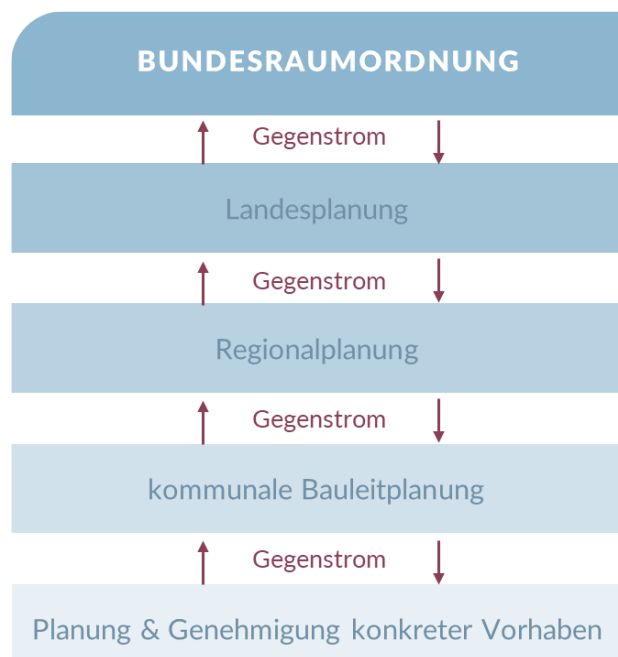 BUNDESRAUMORDNUNG
Gegenstrom
Landesplanung
Gegenstrom
Regionalplanung
Gegenstrom
kommunale Bauleitplanung
Gegenstrom
Planung & Genehmigung konkreter Vorhaben